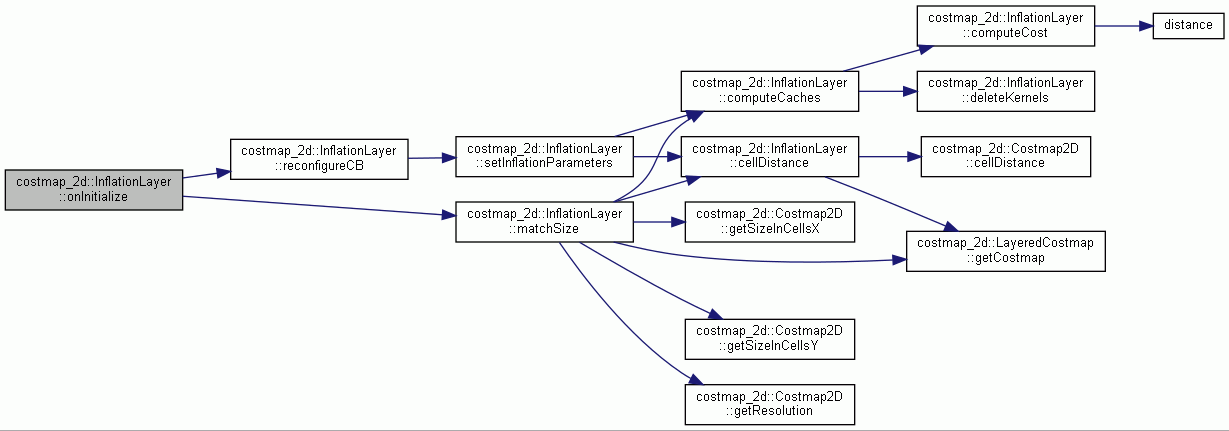 costmap_2d::InflationLayer
::onInitialize
costmap_2d::InflationLayer
::reconfigureCB
costmap_2d::InflationLayer
::setInflationParameters
costmap_2d::InflationLayer
::matchSize
costmap_2d::InflationLayer
::computeCaches
costmap_2d::InflationLayer
::cellDistance
costmap_2d::Costmap2D
::getSizeInCellsX
costmap_2d::Costmap2D
::getSizeInCellsY
costmap_2d::Costmap2D
::getResolution
costmap_2d::InflationLayer
::computeCost
costmap_2d::InflationLayer
::deleteKernels
costmap_2d::Costmap2D
::cellDistance
costmap_2d::LayeredCostmap
::getCostmap
distance